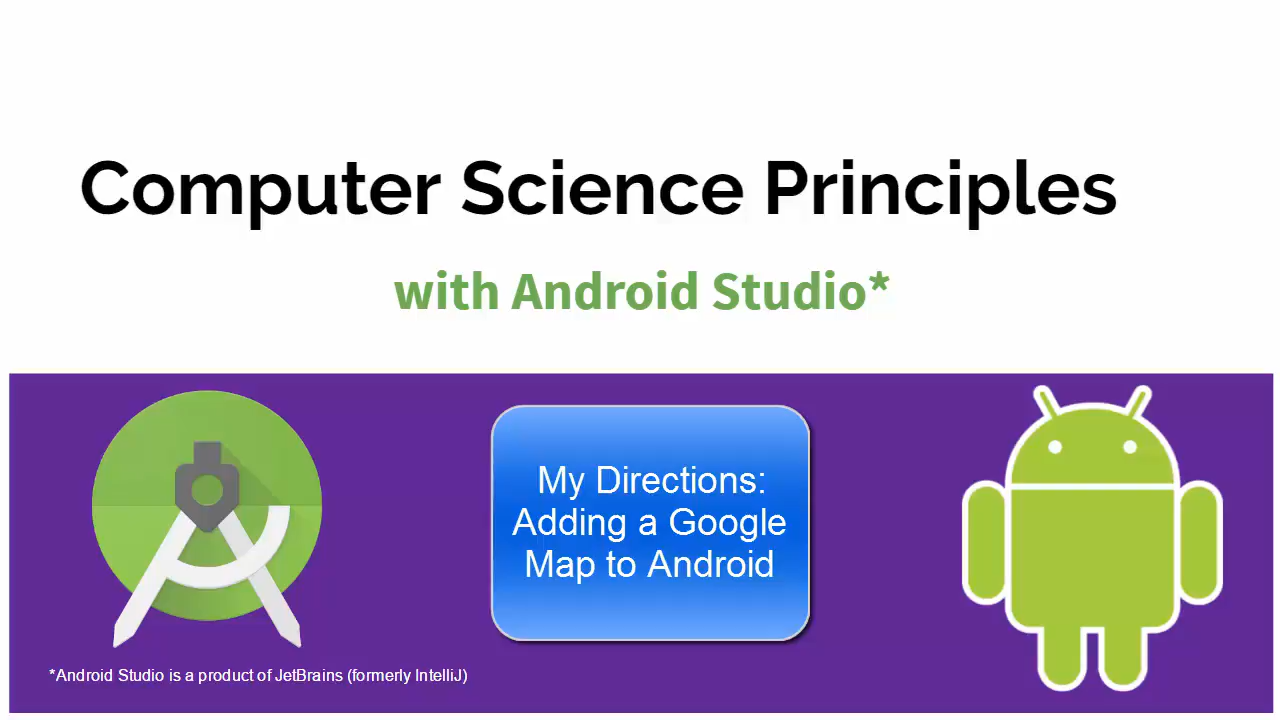 Computer Science Principles
with Android Studio*
My Directions:
Adding a Google
Map to Android
*Android Studio is a product of JetBrains (formerly IntelliJ)